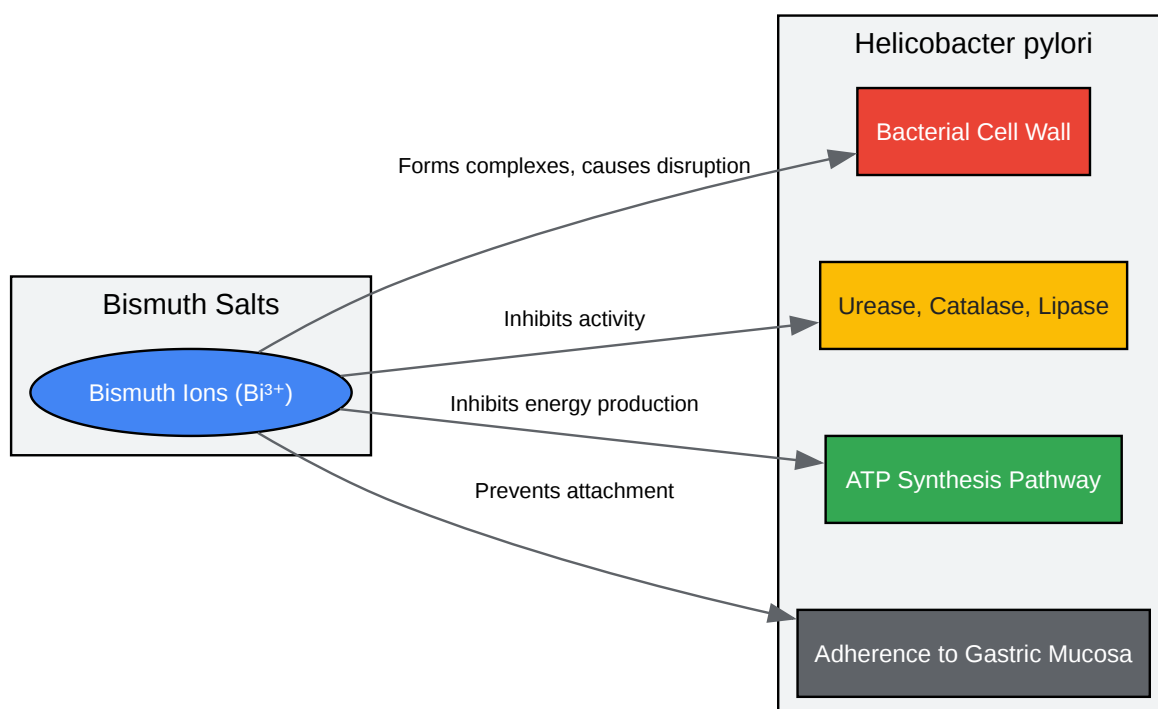 Helicobacter pylori
Bacterial Cell Wall
Forms complexes, causes disruption
Urease, Catalase, Lipase
Bismuth Salts
Inhibits activity
Bismuth Ions (Bi³⁺)
Inhibits energy production
ATP Synthesis Pathway
Prevents attachment
Adherence to Gastric Mucosa